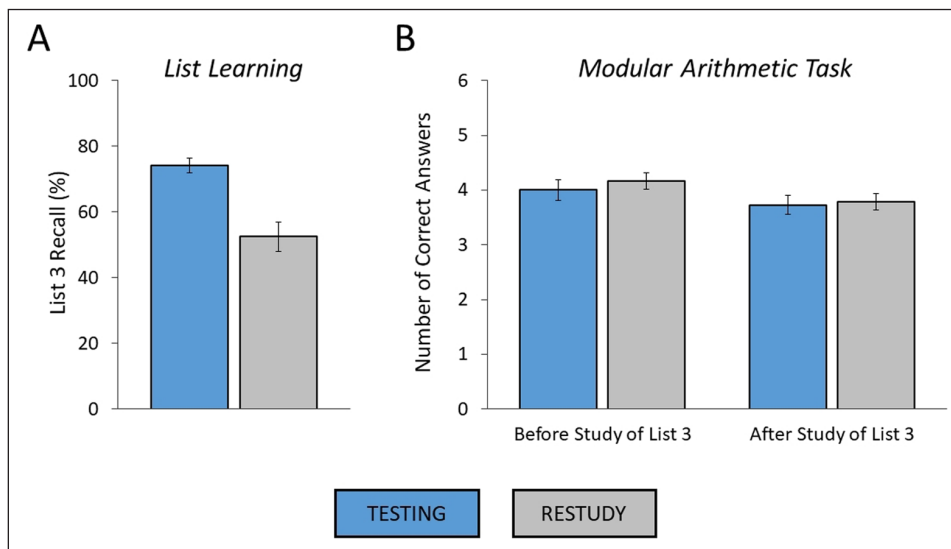 A
List Learning
List 3 Recall (%)
100
80
60
40
20
0
B
Modular Arithmetic Task
Number of Correct Answers
6
5
4
3
2
1
0
Before Study of List 3
After Study of List 3
TESTING
RESTUDY